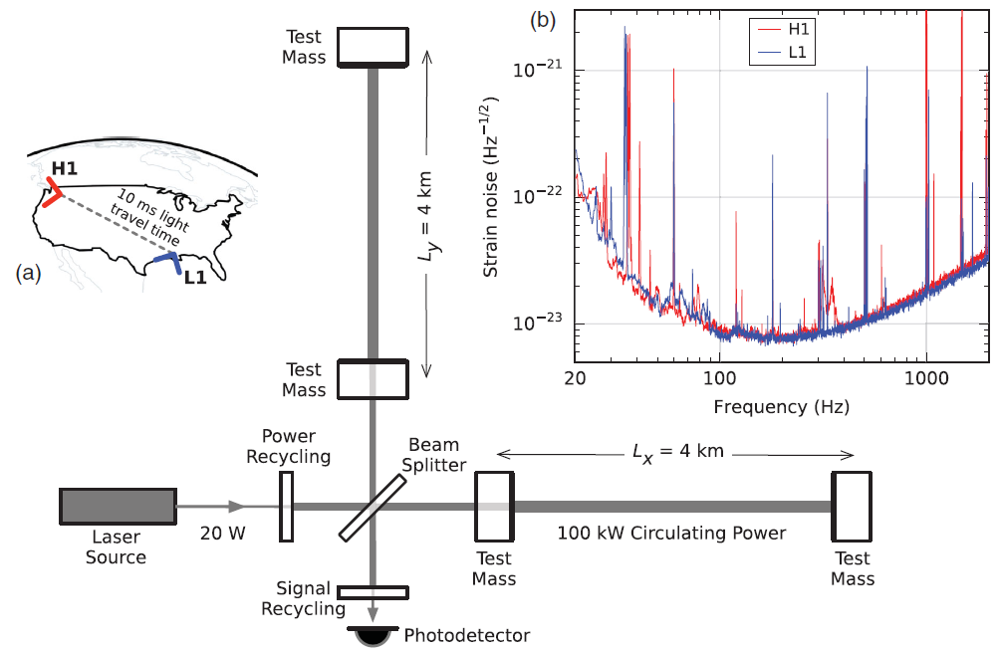 (a)
H1
10 ms light
travel time
L1
Test
Mass
L_y = 4 km
Test
Mass
Power
Recycling
Beam
Splitter
L_x = 4 km
Laser
Source
20 W
100 kW Circulating Power
Test
Mass
Test
Mass
Signal
Recycling
Photodetector
(b)
H1
L1
Strain noise (Hz^{-1/2})
10^{-21}
10^{-22}
10^{-23}
20
100
1000
Frequency (Hz)